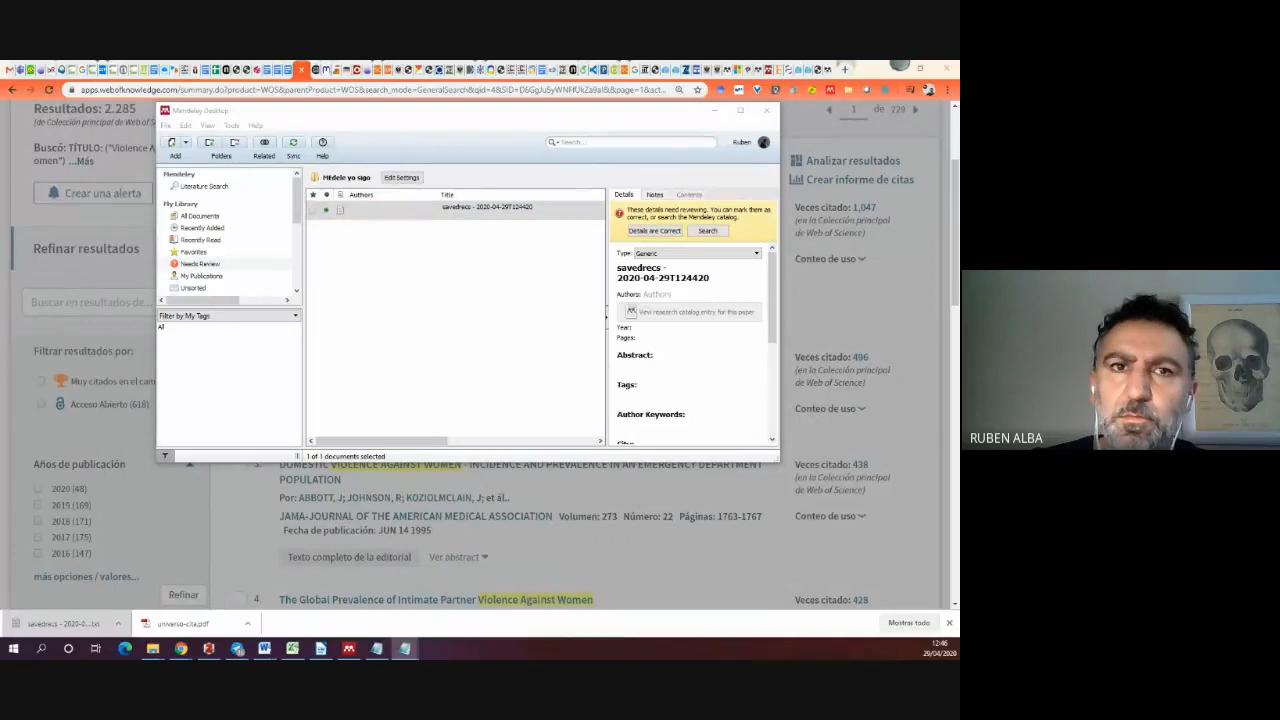 apps.webofknowledge.com/summary.do?product=WOS&parentProduct=WOS&search_mode=GeneralSearch&qid=4&SID=
Resultados: 2.285
(de Colección principal de Web of S
Buscó: TÍTULO: ("Violence A
omen") ...Más
Crear una alerta
Refinar resultados
Buscar en resultados de...
Filtrar resultados por:
Muy citados en el cam
Acceso Abierto (618)
Años de publicación
2020 (48)
2019 (169)
2018 (171)
2017 (175)
2016 (147)
más opciones / valores...
Refinar
Mendeley Desktop
File Edit View Tools Help
Add Folders Related Sync Help
Search...
Ruben
Mendeley
Literature Search
My Library
All Documents
Recently Added
Recently Read
Favorites
Needs Review
My Publications
Unsorted
Filter by My Tags
All
MEdele yo sigo
Edit Settings
Authors Title
savedrecs - 2020-04-29T124420
1 of 1 documents selected
Details Notes Contents
These details need reviewing. You can mark them as
correct, or search the Mendeley catalog.
Details are Correct Search
Type: Generic
savedrecs -
2020-04-29T124420
Authors: Authors
View research catalog entry for this paper
Year:
Pages:
Abstract:
Tags:
Author Keywords:
1 de 229
Analizar resultados
Crear informe de citas
Veces citado: 1,047
(en la Colección principal
de Web of Science)
Conteo de uso
Veces citado: 496
(en la Colección principal
de Web of Science)
Conteo de uso
3. DOMESTIC VIOLENCE AGAINST WOMEN - INCIDENCE AND PREVALENCE IN AN EMERGENCY DEPARTMENT
POPULATION
Por: ABBOTT, J; JOHNSON, R; KOZIOLMCLAIN, J; et ál..
JAMA-JOURNAL OF THE AMERICAN MEDICAL ASSOCIATION Volumen: 273 Número: 22 Páginas: 1763-1767
Fecha de publicación: JUN 14 1995
Texto completo de la editorial Ver abstract
Veces citado: 438
(en la Colección principal
de Web of Science)
Conteo de uso
4. The Global Prevalence of Intimate Partner Violence Against Women
Veces citado: 428
savedrecs - 2020-0....txt
universo-cita.pdf
Mostrar todo
12:46
29/04/2020
RUBEN ALBA